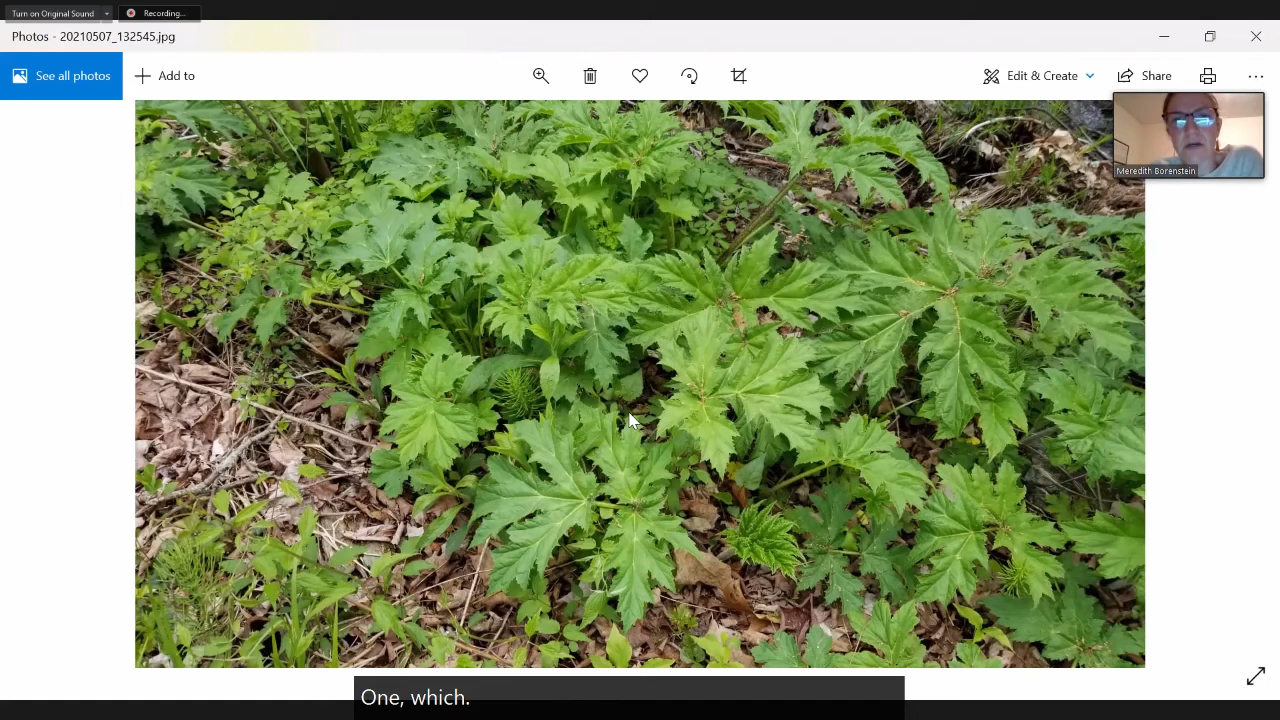 Turn on Original Sound
Recording...
Photos - 20210507_132545.jpg
See all photos
Add to
Edit & Create
Share
Meredith Borenstein
One, which.